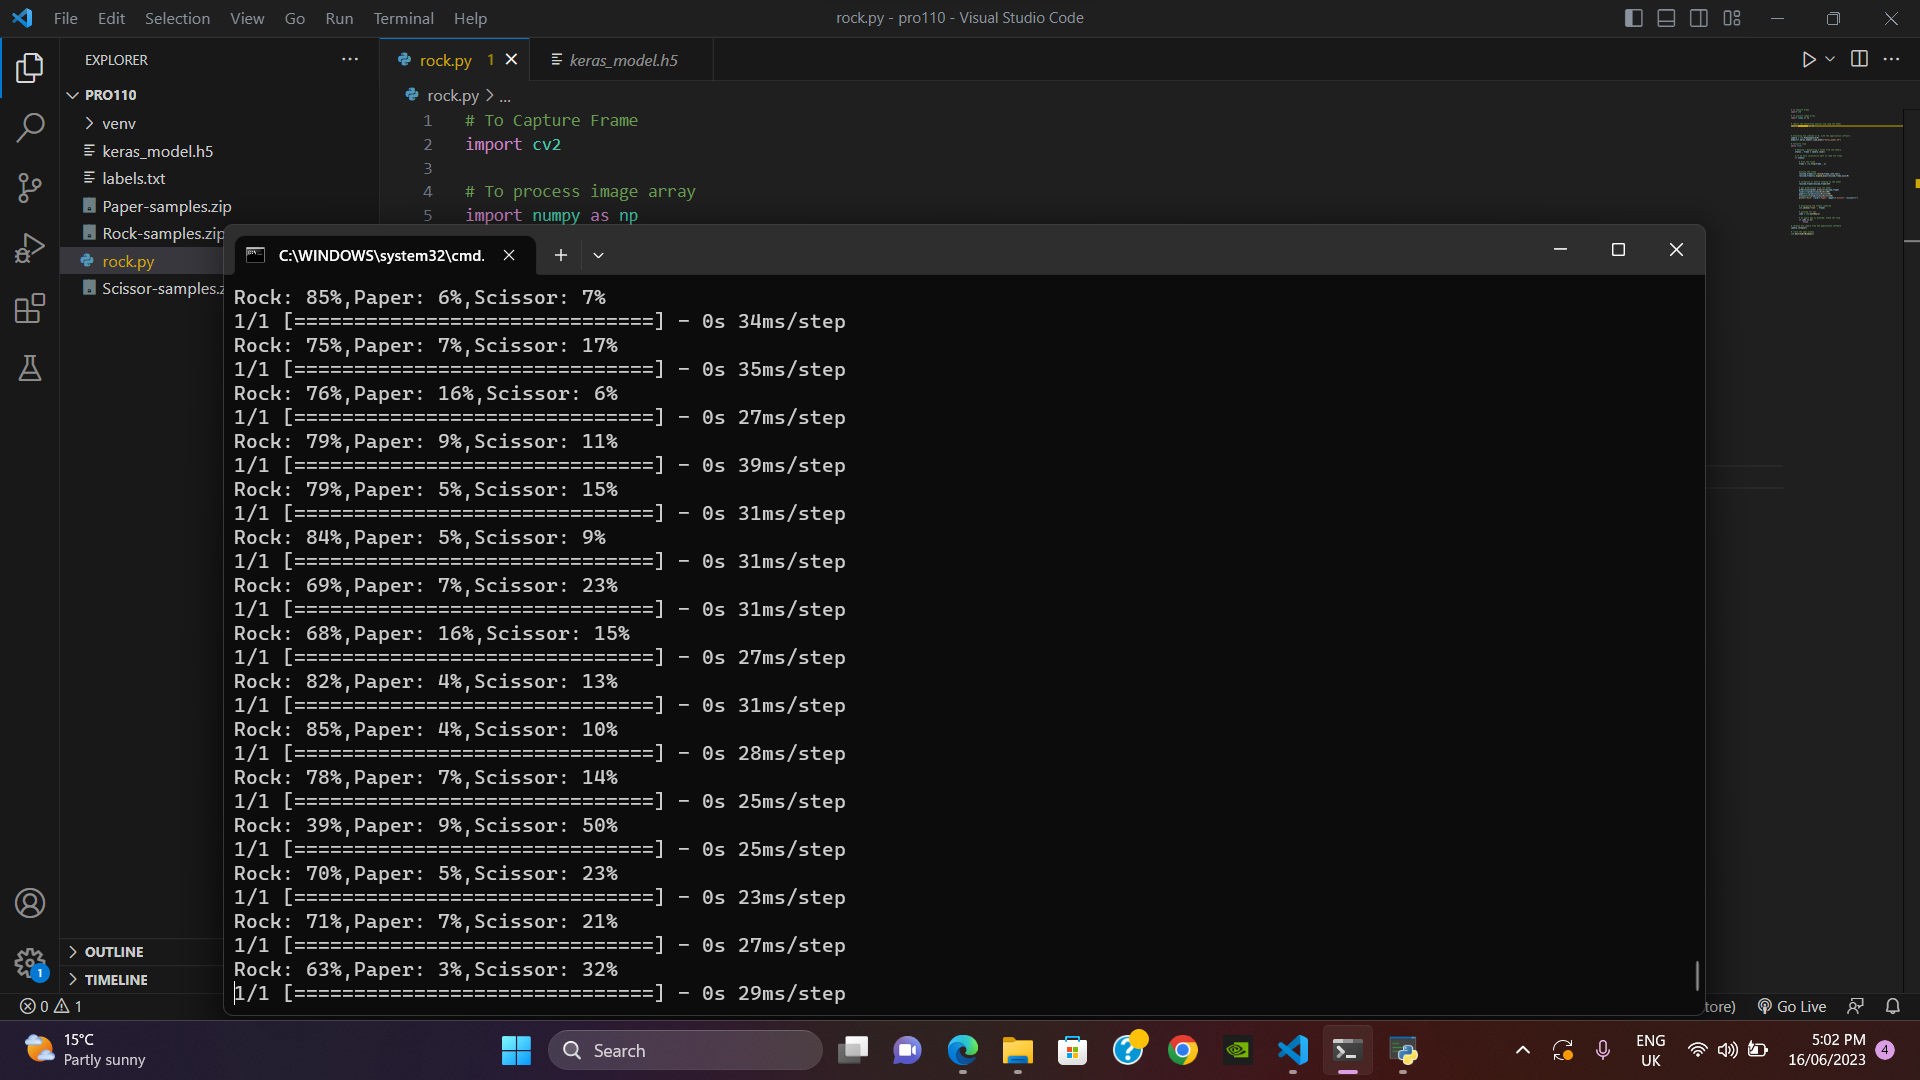 File Edit Selection View Go Run Terminal Help
rock.py - pro110 - Visual Studio Code
EXPLORER
PRO110
venv
keras_model.h5
labels.txt
Paper-samples.zip
Rock-samples.zip
rock.py
Scissor-samples.z
OUTLINE
TIMELINE
rock.py 1
keras_model.h5
rock.py > ...
1 # To Capture Frame
2 import cv2
3
4 # To process image array
5 import numpy as np
C:\WINDOWS\system32\cmd.
Rock: 85%,Paper: 6%,Scissor: 7%
1/1 [==============================] - 0s 34ms/step
Rock: 75%,Paper: 7%,Scissor: 17%
1/1 [==============================] - 0s 35ms/step
Rock: 76%,Paper: 16%,Scissor: 6%
1/1 [==============================] - 0s 27ms/step
Rock: 79%,Paper: 9%,Scissor: 11%
1/1 [==============================] - 0s 39ms/step
Rock: 79%,Paper: 5%,Scissor: 15%
1/1 [==============================] - 0s 31ms/step
Rock: 84%,Paper: 5%,Scissor: 9%
1/1 [==============================] - 0s 31ms/step
Rock: 69%,Paper: 7%,Scissor: 23%
1/1 [==============================] - 0s 31ms/step
Rock: 68%,Paper: 16%,Scissor: 15%
1/1 [==============================] - 0s 27ms/step
Rock: 82%,Paper: 4%,Scissor: 13%
1/1 [==============================] - 0s 31ms/step
Rock: 85%,Paper: 4%,Scissor: 10%
1/1 [==============================] - 0s 28ms/step
Rock: 78%,Paper: 7%,Scissor: 14%
1/1 [==============================] - 0s 25ms/step
Rock: 39%,Paper: 9%,Scissor: 50%
1/1 [==============================] - 0s 25ms/step
Rock: 70%,Paper: 5%,Scissor: 23%
1/1 [==============================] - 0s 23ms/step
Rock: 71%,Paper: 7%,Scissor: 21%
1/1 [==============================] - 0s 27ms/step
Rock: 63%,Paper: 3%,Scissor: 32%
1/1 [==============================] - 0s 29ms/step
1
0 1
tore) Go Live
15°C
Partly sunny
Search
ENG
UK
5:02 PM
16/06/2023
4